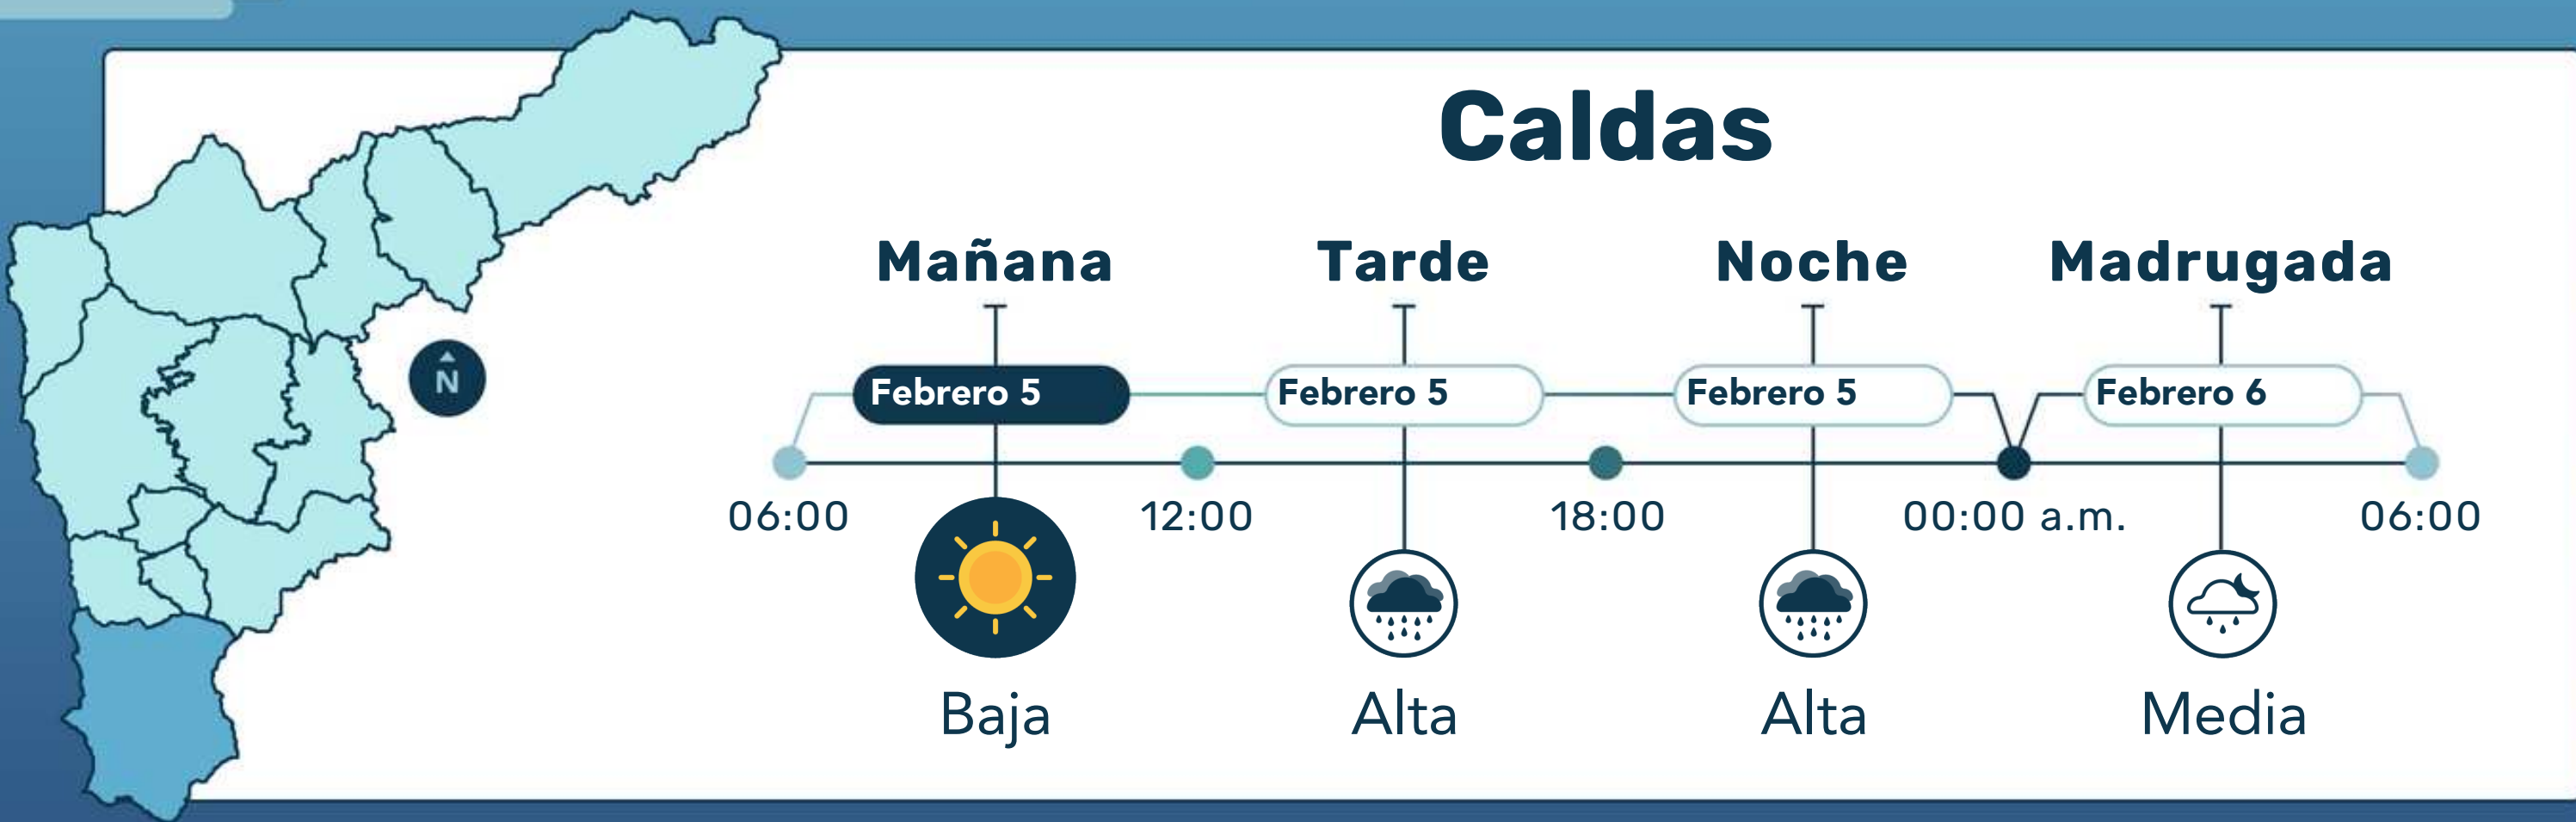 Caldas
Mañana Tarde Noche Madrugada
Febrero 5 Febrero 5 Febrero 5 Febrero 6
N
06:00 12:00 18:00 00:00 a.m. 06:00
Baja Alta Alta Media